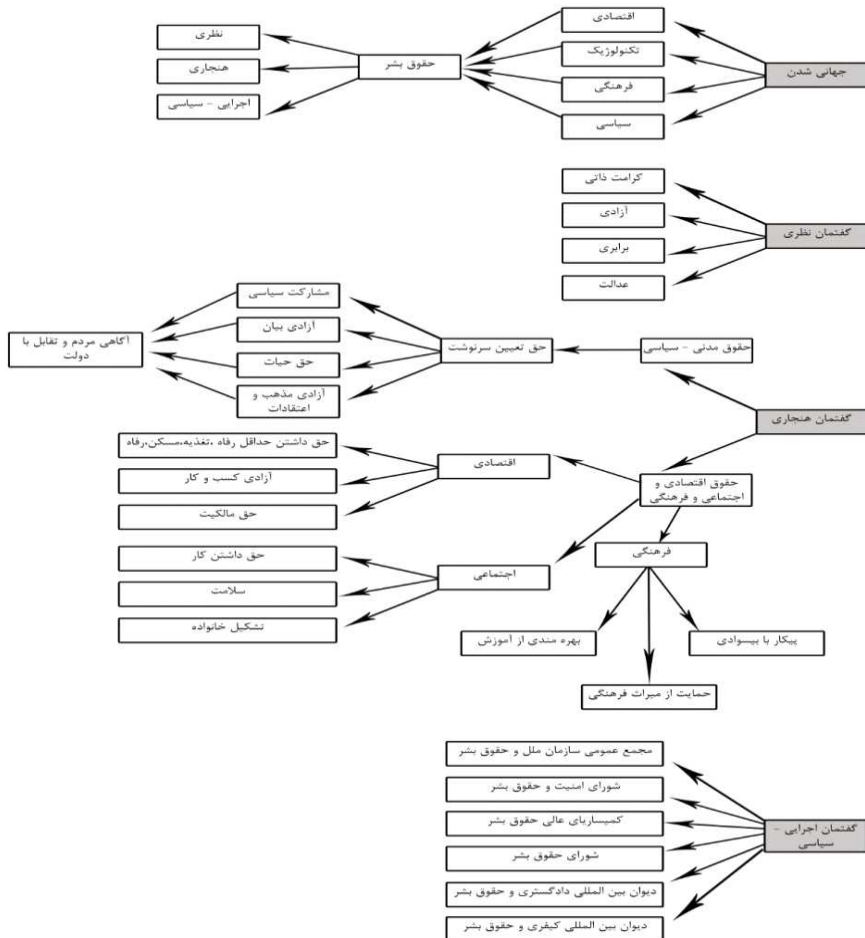 جهانی شدن
اقتصادی
تکنولوژیک
فرهنگی
سیاسی
حقوق بشر
نظری
هنجاری
اجرایی - سیاسی
گفتمان نظری
کرامت ذاتی
آزادی
برابری
عدالت
گفتمان هنجاری
حقوق مدنی - سیاسی
حق تعیین سرنوشت
مشارکت سیاسی
آزادی بیان
حق حیات
آزادی مذهب و
اعتقادات
آگاهی مردم و تقابل با
دولت
حقوق اقتصادی و
اجتماعی و فرهنگی
اقتصادی
حق داشتن حداقل رفاه ،تغذیه،مسکن،رفاه
آزادی کسب و کار
حق مالکیت
اجتماعی
حق داشتن کار
سلامت
تشکیل خانواده
فرهنگی
پیکار با بیسوادی
بهره مندی از آموزش
حمایت از میراث فرهنگی
گفتمان اجرایی -
سیاسی
مجمع عمومی سازمان ملل و حقوق بشر
شورای امنیت و حقوق بشر
کمیساریای عالی حقوق بشر
شورای حقوق بشر
دیوان بین المللی دادگستری و حقوق بشر
دیوان بین المللی کیفری و حقوق بشر